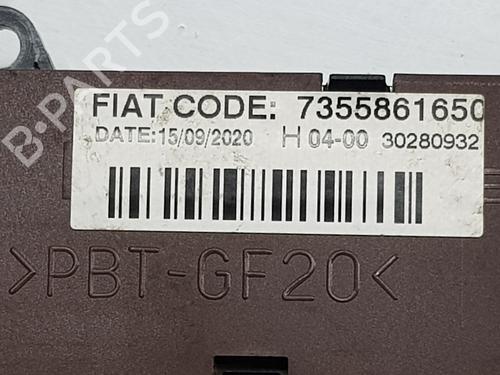 B-PARTS
FIAT CODE: 7355861650
DATE:15/09/2020 H 04-00 30280932
>PBT-GF20<